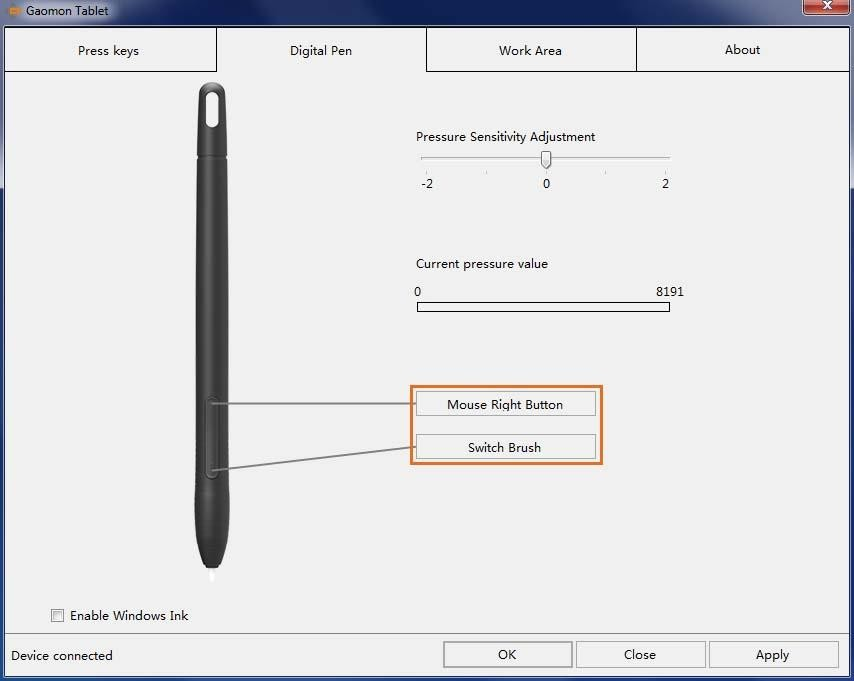 Gaomon Tablet
Press keys
Digital Pen
Work Area
About
Pressure Sensitivity Adjustment
-2 0 2
Current pressure value
0 8191
Mouse Right Button
Switch Brush
Enable Windows Ink
Device connected
OK
Close
Apply